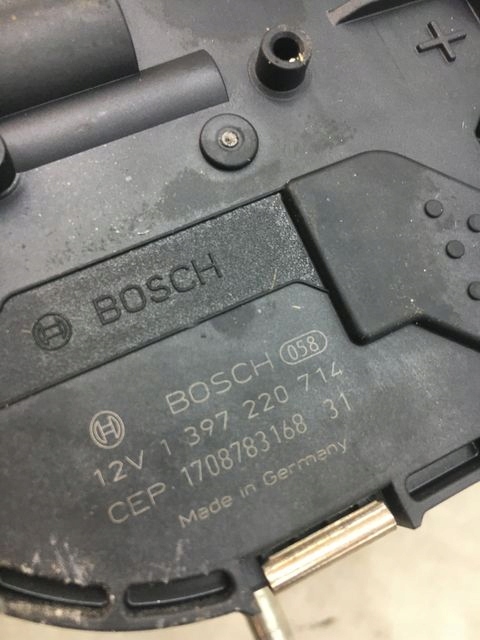 BOSCH
BOSCH 058
12V 1 397 220 714
CEP 1708783168 31
Made in Germany